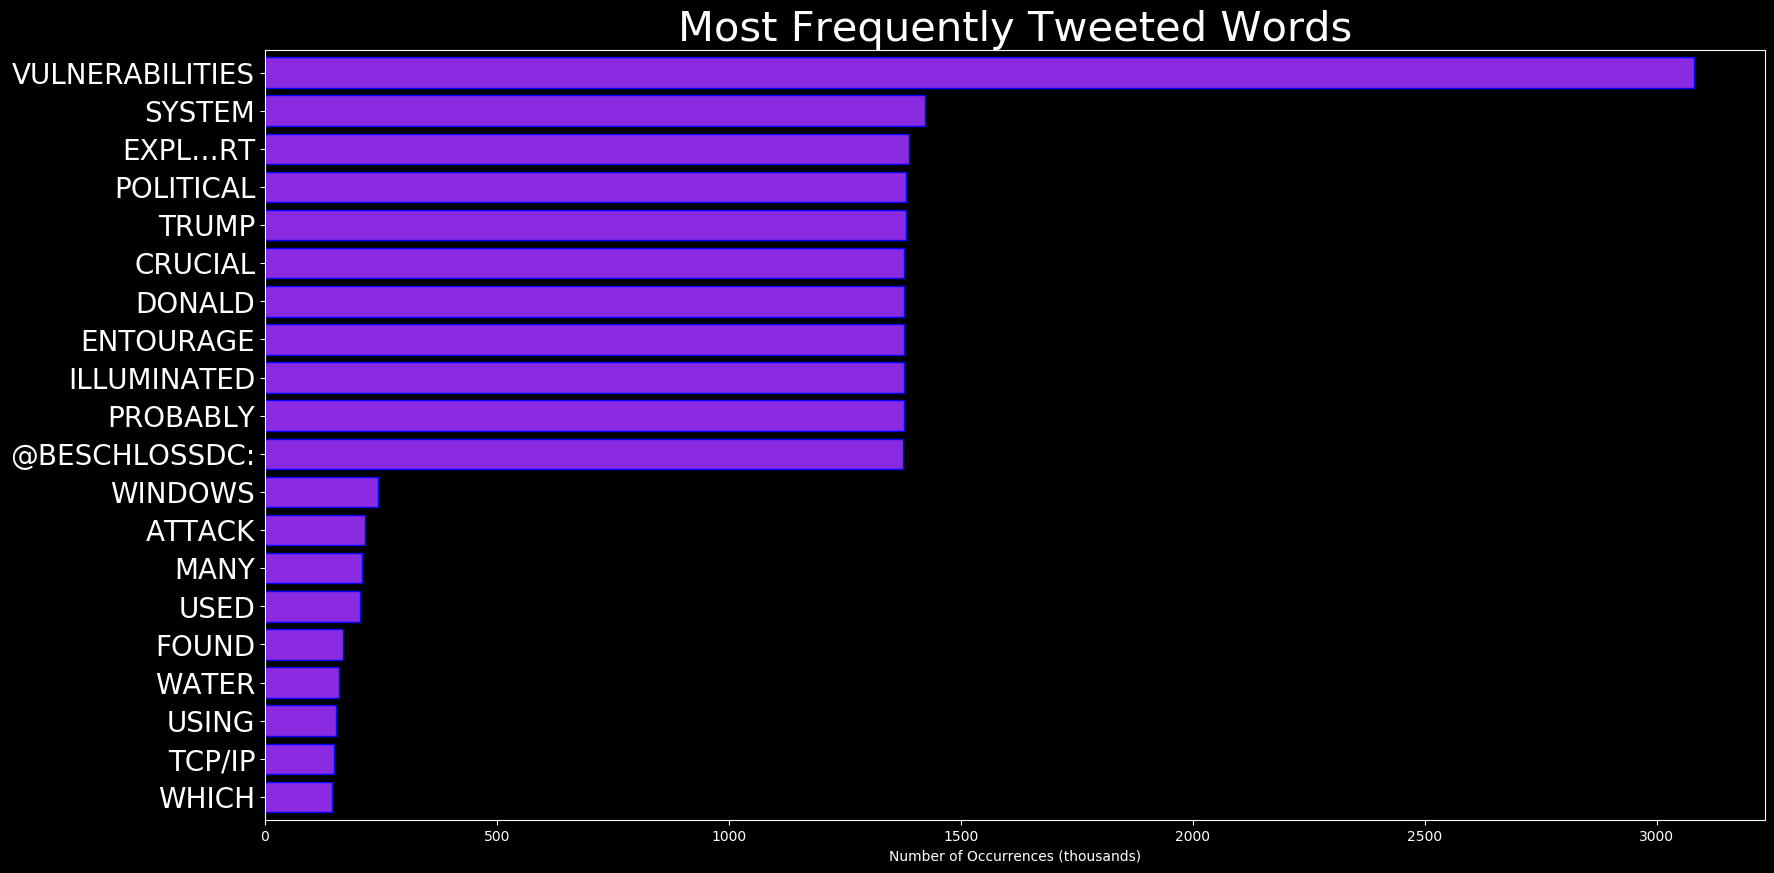 Most Frequently Tweeted Words
VULNERABILITIES
SYSTEM
EXPL…RT
POLITICAL
TRUMP
CRUCIAL
DONALD
ENTOURAGE
ILLUMINATED
PROBABLY
@BESCHLOSSDC:
WINDOWS
ATTACK
MANY
USED
FOUND
WATER
USING
TCP/IP
WHICH
0 500 1000 1500 2000 2500 3000
Number of Occurrences (thousands)